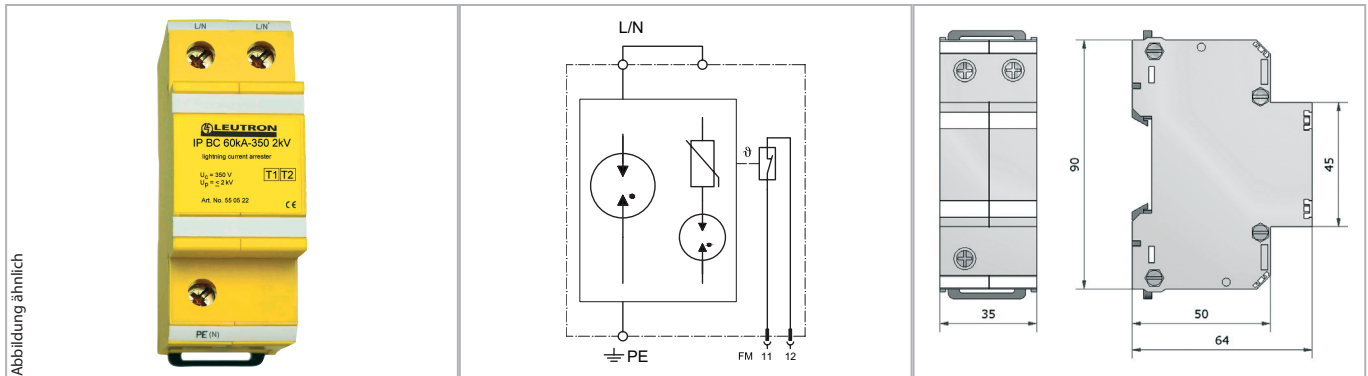 Abbildung ähnlich
L/N L/N'
LEUTRON
IP BC 60kA-350 2kV
lightning current arrester
UC = 350 V
UP = ≤ 2 kV
T1 T2
Art. No. 55 05 22
CE
PE (N)
L/N
ϑ
PE
FM 11 12
90
35
45
50
64